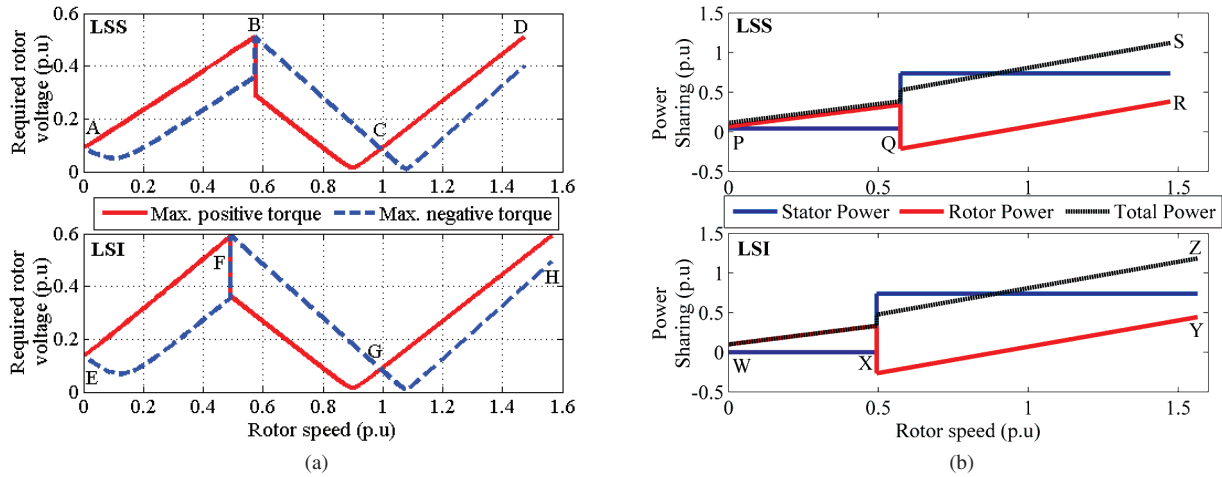 LSS
Required rotor
voltage (p.u)
0.6
0.4
0.2
0
0 0.2 0.4 0.6 0.8 1 1.2 1.4 1.6
A
B
C
D
Max. positive torque
Max. negative torque
LSI
Required rotor
voltage (p.u)
0.6
0.4
0.2
0
0 0.2 0.4 0.6 0.8 1 1.2 1.4 1.6
E
F
G
H
Rotor speed (p.u)
(a)
LSS
Power
Sharing (p.u)
1.5
1
0.5
0
-0.5
0 0.5 1 1.5
P
Q
R
S
Stator Power
Rotor Power
Total Power
LSI
Power
Sharing (p.u)
1.5
1
0.5
0
-0.5
0 0.5 1 1.5
W
X
Y
Z
Rotor speed (p.u)
(b)